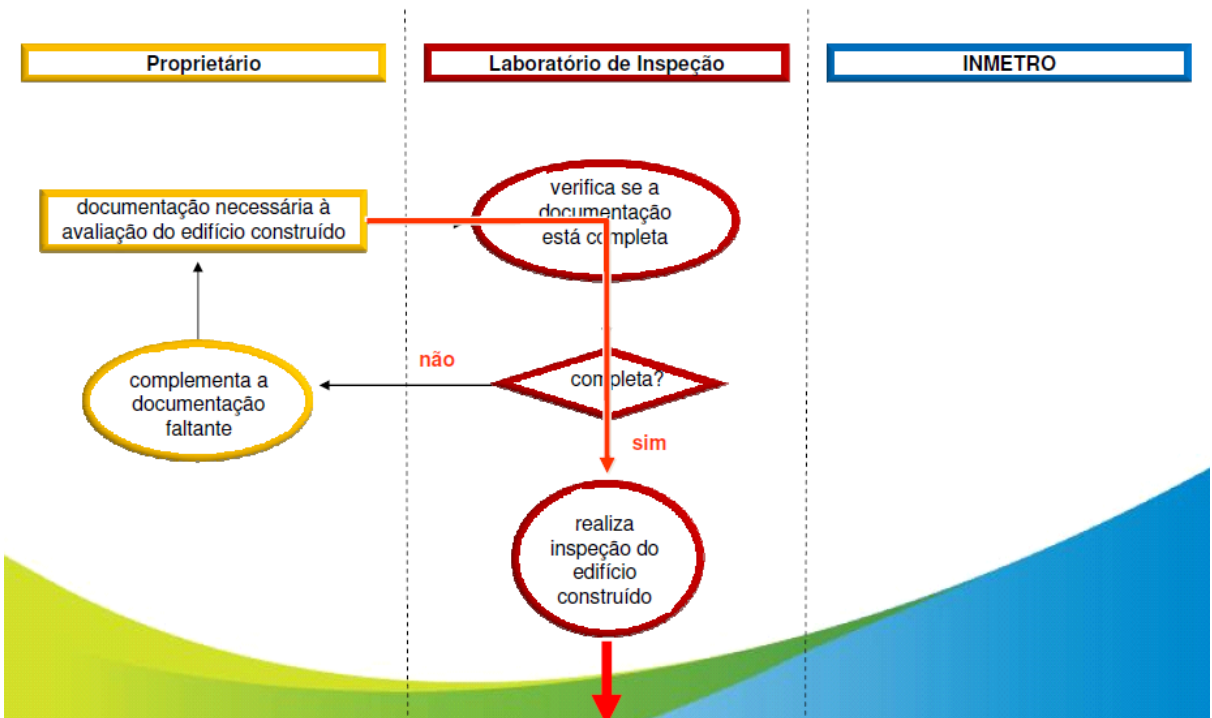 Proprietário
Laboratório de Inspeção
INMETRO
documentação necessária à
avaliação do edifício construído
verifica se a
documentação
está completa
não
completa?
complementa a
documentação
faltante
sim
realiza
inspeção do
edifício
construído